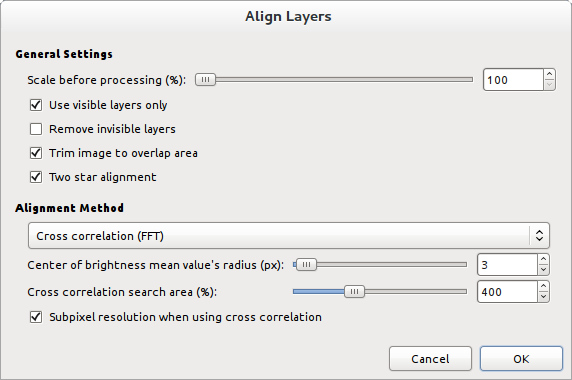 Align Layers
General Settings
Scale before processing (%): 100
Use visible layers only
Remove invisible layers
Trim image to overlap area
Two star alignment
Alignment Method
Cross correlation (FFT)
Center of brightness mean value's radius (px): 3
Cross correlation search area (%): 400
Subpixel resolution when using cross correlation
Cancel OK